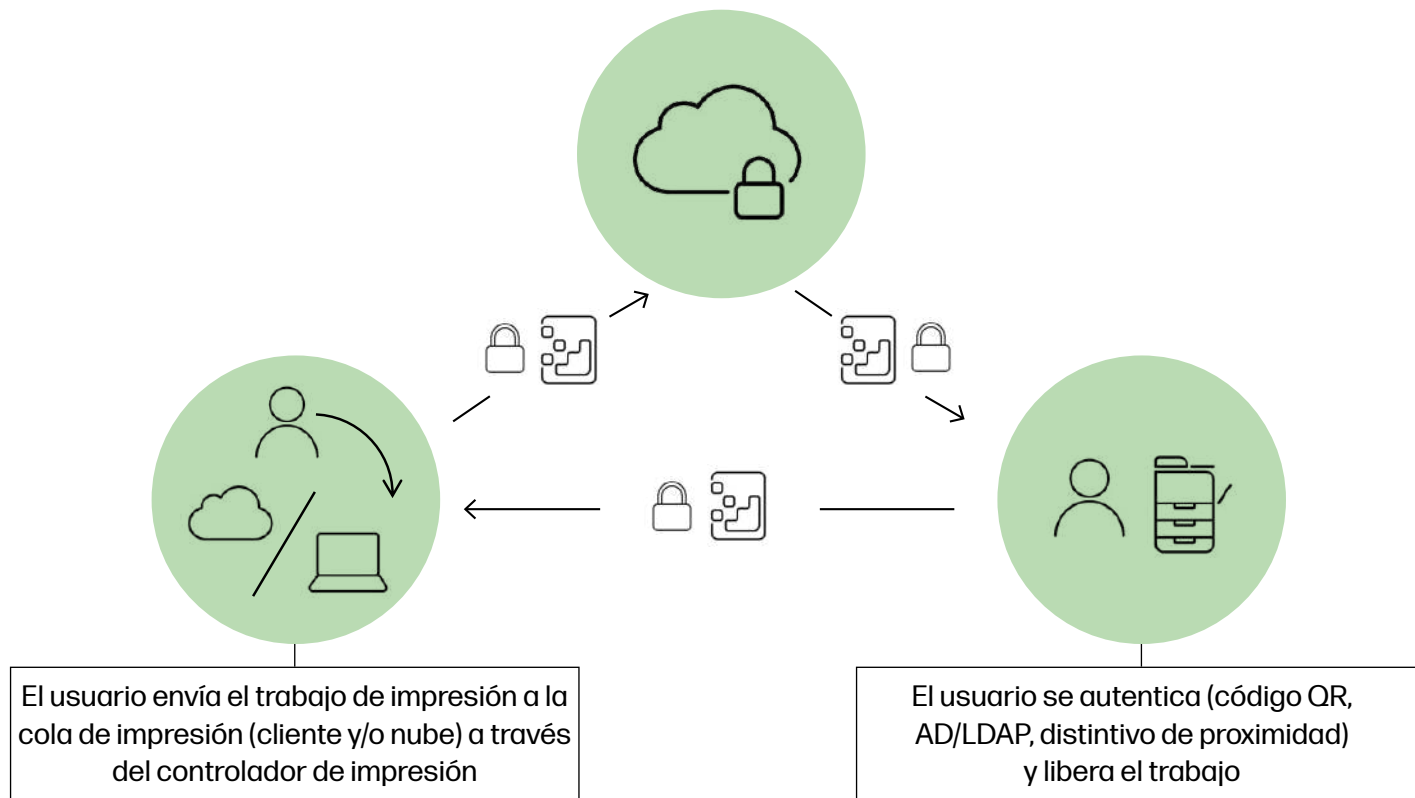 El usuario envía el trabajo de impresión a la
cola de impresión (cliente y/o nube) a través
del controlador de impresión
El usuario se autentica (código QR,
AD/LDAP, distintivo de proximidad)
y libera el trabajo